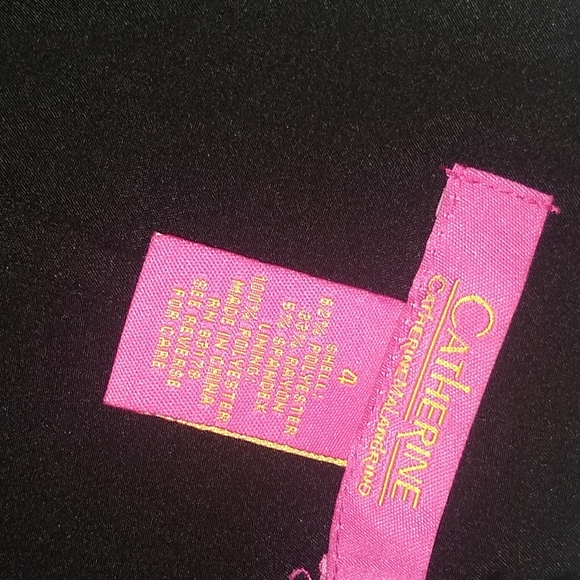 CATHERINE
CATHERINE MALANDRINO
4
SHELL:
62% POLYESTER
33% RAYON
5% SPANDEX
LINING:
100% POLYESTER
MADE IN CHINA
RN 93178
SEE REVERSE
FOR CARE